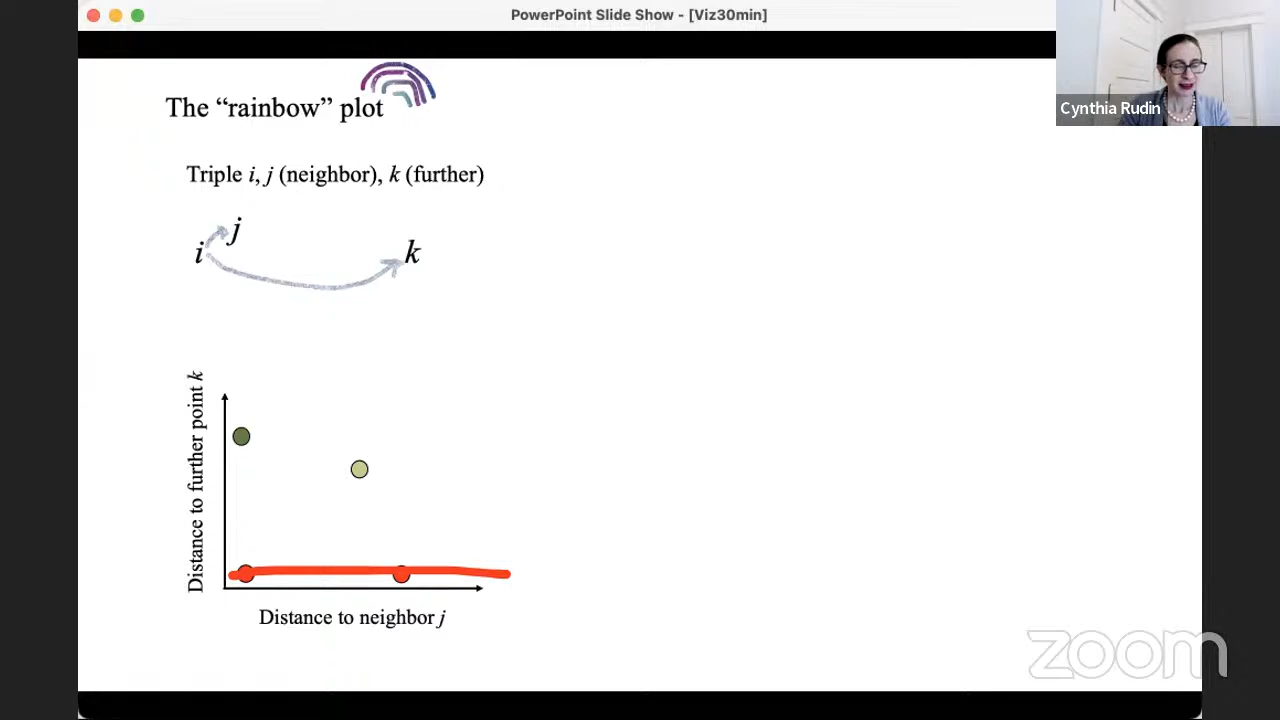 PowerPoint Slide Show - [Viz30min]
Cynthia Rudin
The “rainbow” plot
Triple i, j (neighbor), k (further)
j
i
k
Distance to further point k
Distance to neighbor j
zoom